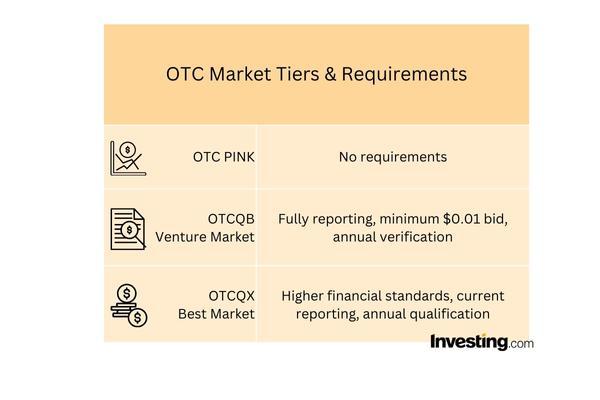 OTC Market Tiers & Requirements
OTC PINK
No requirements
OTCQB
Venture Market
Fully reporting, minimum $0.01 bid,
annual verification
OTCQX
Best Market
Higher financial standards, current
reporting, annual qualification
Investing.com